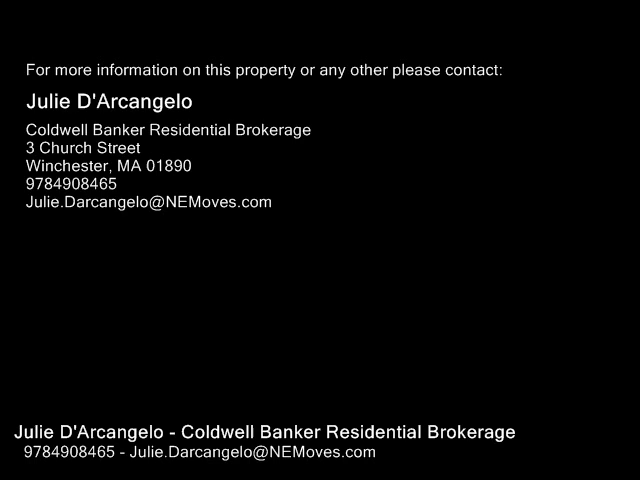 For more information on this property or any other please contact:
Julie D'Arcangelo
Coldwell Banker Residential Brokerage
3 Church Street
Winchester, MA 01890
9784908465
Julie.Darcangelo@NEMoves.com
Julie D'Arcangelo - Coldwell Banker Residential Brokerage
9784908465 - Julie.Darcangelo@NEMoves.com